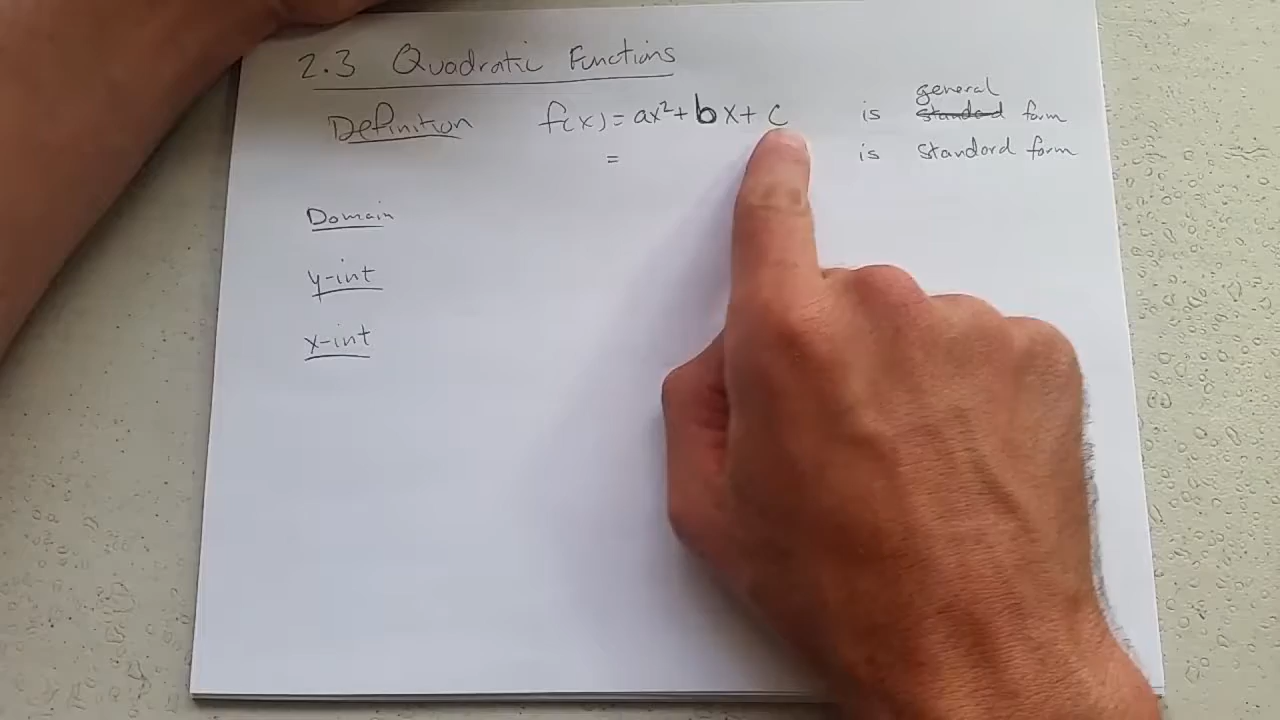 2.3 Quadratic Functions
Definition f(x) = ax²+ bx + c is general standard form
= is standard form
Domain
y-int
x-int